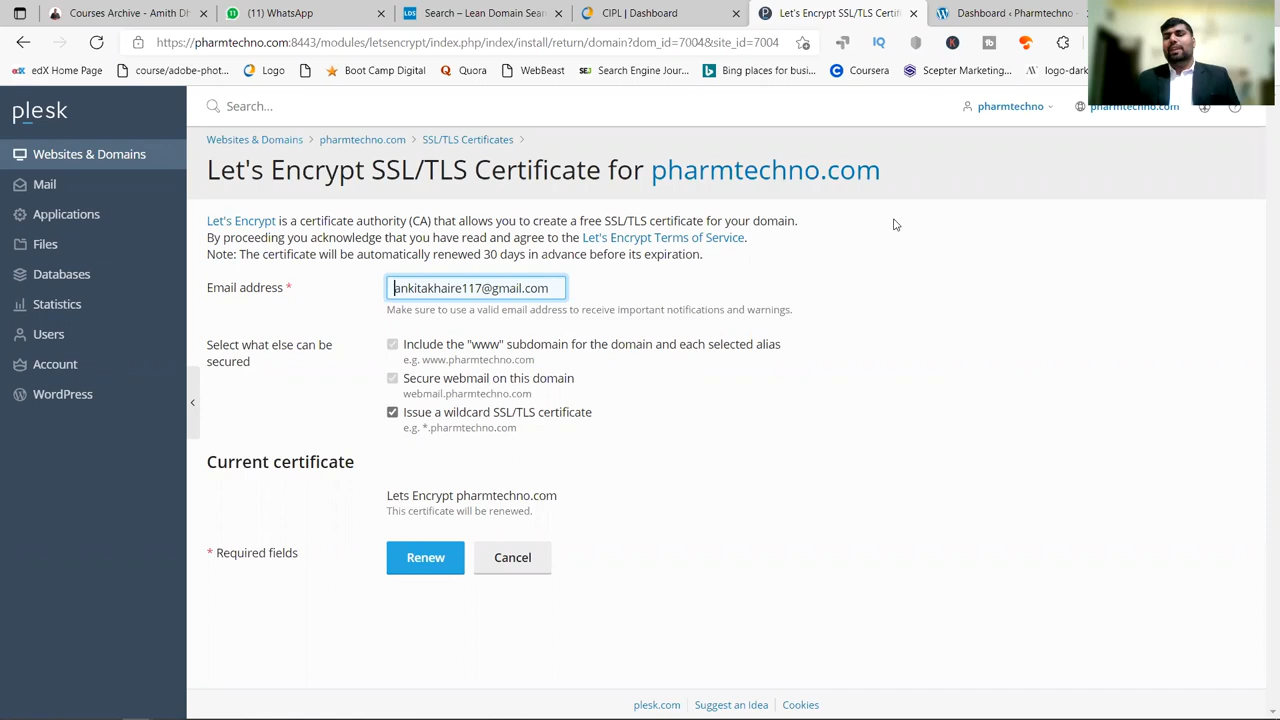 Courses Archive - Amith D
(11) WhatsApp
Search – Lean Domain Sea
CIPL | Dashboard
Let's Encrypt SSL/TLS Certif
Dashboard ‹ Pharmtechno -
https://pharmtechno.com:8443/modules/letsencrypt/index.php/index/install/return/domain?dom_id=7004&site_id=7004
edX Home Page
course/adobe-phot...
Logo
Boot Camp Digital
Quora
WebBeast
Search Engine Jour...
Bing places for busi...
Coursera
Scepter Marketing...
logo-dark
plesk
Search...
pharmtechno
pharmtechno.com
Websites & Domains
Mail
Applications
Files
Databases
Statistics
Users
Account
WordPress
Websites & Domains > pharmtechno.com > SSL/TLS Certificates >
Let's Encrypt SSL/TLS Certificate for pharmtechno.com
Let's Encrypt is a certificate authority (CA) that allows you to create a free SSL/TLS certificate for your domain.
By proceeding you acknowledge that you have read and agree to the Let's Encrypt Terms of Service.
Note: The certificate will be automatically renewed 30 days in advance before its expiration.
Email address *
ankitakhaire117@gmail.com
Make sure to use a valid email address to receive important notifications and warnings.
Select what else can be
secured
Include the "www" subdomain for the domain and each selected alias
e.g. www.pharmtechno.com
Secure webmail on this domain
webmail.pharmtechno.com
Issue a wildcard SSL/TLS certificate
e.g. *.pharmtechno.com
Current certificate
Lets Encrypt pharmtechno.com
This certificate will be renewed.
* Required fields
Renew
Cancel
plesk.com
Suggest an idea
Cookies